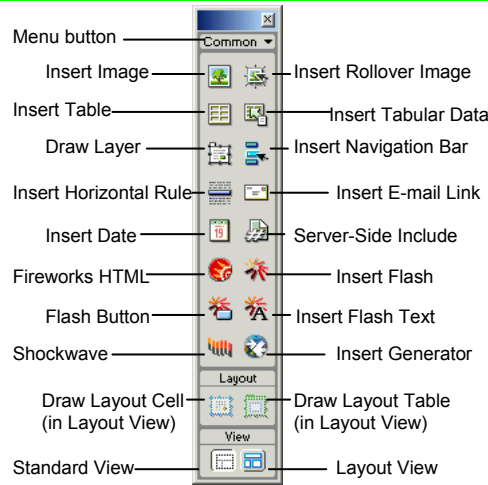 Menu button
Common
Insert Image
Insert Rollover Image
Insert Table
Insert Tabular Data
Draw Layer
Insert Navigation Bar
Insert Horizontal Rule
Insert E-mail Link
19
Insert Date
Server-Side Include
Fireworks HTML
Insert Flash
Flash Button
Insert Flash Text
Shockwave
Insert Generator
Layout
Draw Layout Cell
(in Layout View)
Draw Layout Table
(in Layout View)
View
Standard View
Layout View